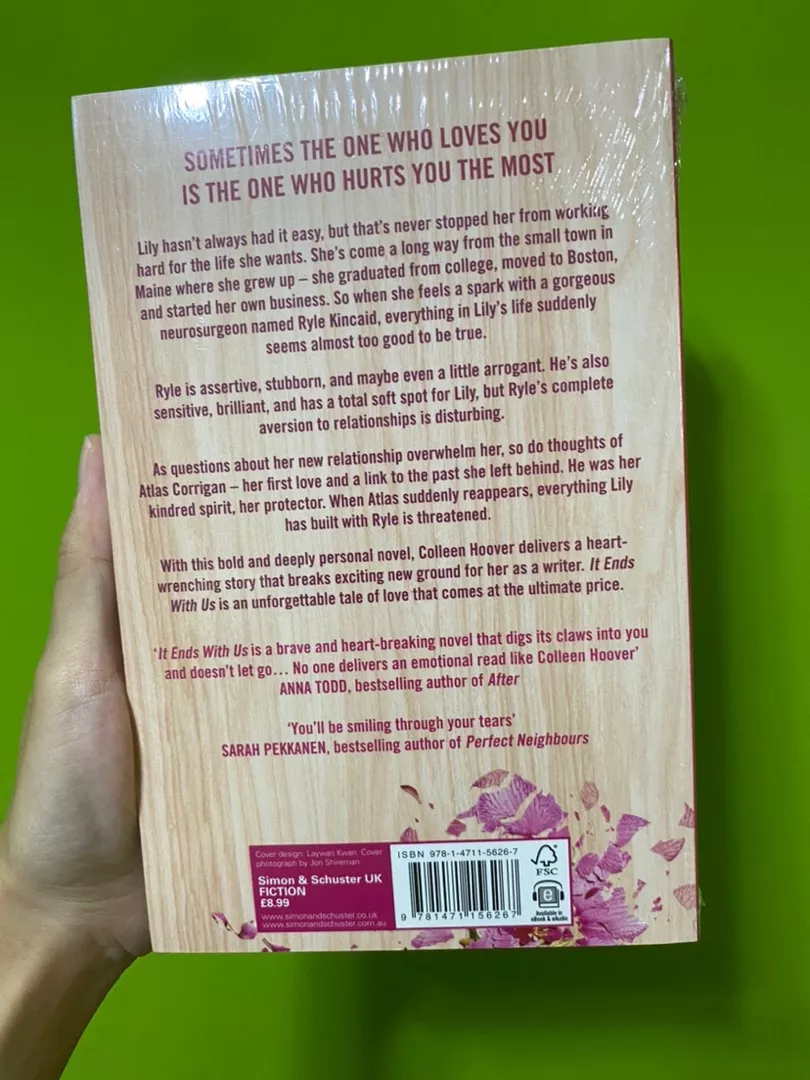 SOMETIMES THE ONE WHO LOVES YOU
IS THE ONE WHO HURTS YOU THE MOST
Lily hasn't always had it easy, but that's never stopped her from working
hard for the life she wants. She's come a long way from the small town in
Maine where she grew up – she graduated from college, moved to Boston,
and started her own business. So when she feels a spark with a gorgeous
neurosurgeon named Ryle Kincaid, everything in Lily's life suddenly
seems almost too good to be true.
Ryle is assertive, stubborn, and maybe even a little arrogant. He's also
sensitive, brilliant, and has a total soft spot for Lily, but Ryle's complete
aversion to relationships is disturbing.
As questions about her new relationship overwhelm her, so do thoughts of
Atlas Corrigan – her first love and a link to the past she left behind. He was her
kindred spirit, her protector. When Atlas suddenly reappears, everything Lily
has built with Ryle is threatened.
With this bold and deeply personal novel, Colleen Hoover delivers a heart-
wrenching story that breaks exciting new ground for her as a writer. It Ends
With Us is an unforgettable tale of love that comes at the ultimate price.
'It Ends With Us is a brave and heart-breaking novel that digs its claws into you
and doesn't let go... No one delivers an emotional read like Colleen Hoover'
ANNA TODD, bestselling author of After
'You'll be smiling through your tears'
SARAH PEKKANEN, bestselling author of Perfect Neighbours
Cover design: Laywan Kwan Cover
photograph by Jon Shireman
Simon & Schuster UK
FICTION
£8.99
www.simonandschuster.co.uk
www.simonandschuster.com.au
ISBN 978-1-4711-5626-7
9 781471 156267
FSC
e
Available in
eBook & eAudio